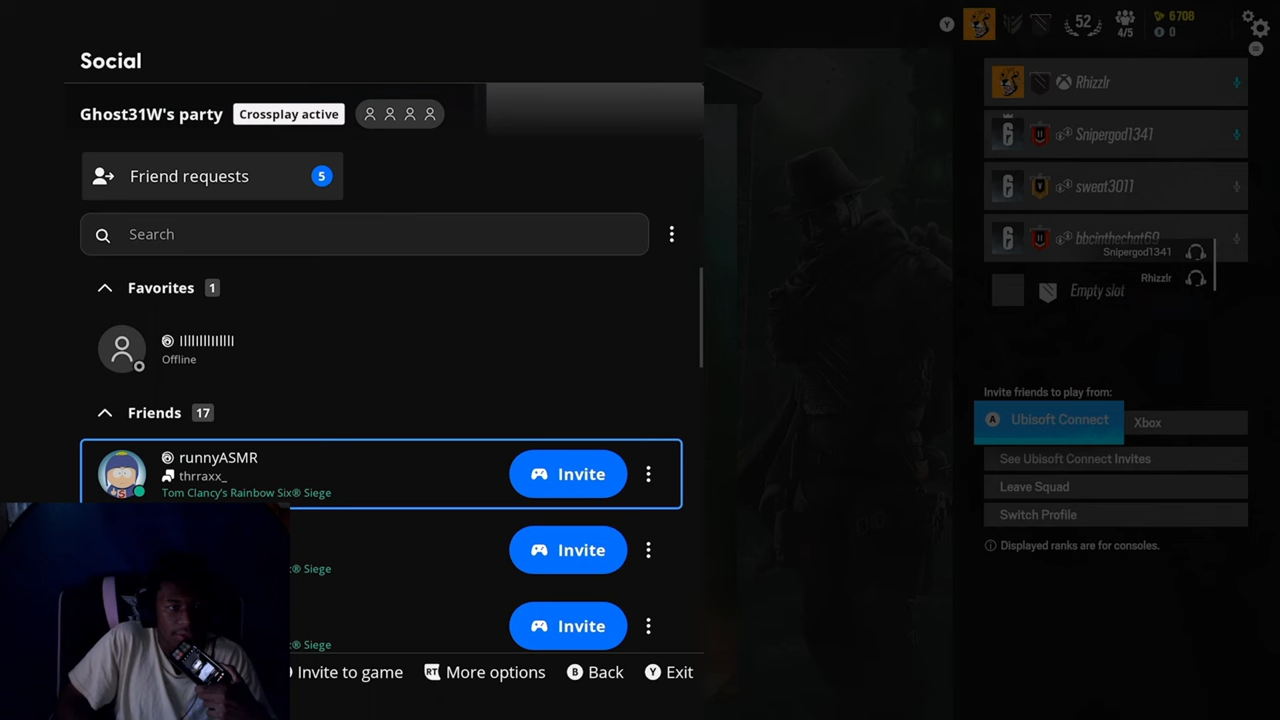 Social
Ghost31W's party
Crossplay active
Friend requests
5
Search
Favorites 1
Offline
Friends 17
runnyASMR
thrraxx_
Tom Clancy's Rainbow Six® Siege
Invite
® Siege
Invite
® Siege
Invite
Invite to game
RT More options
B Back
Y Exit
Y
52
4/5
6708
0
Rhizzlr
Snipergod1341
sweat3011
bbcinthechat69
Snipergod1341
Rhizzlr
Empty slot
Invite friends to play from:
A Ubisoft Connect
Xbox
See Ubisoft Connect Invites
Leave Squad
Switch Profile
Displayed ranks are for consoles.